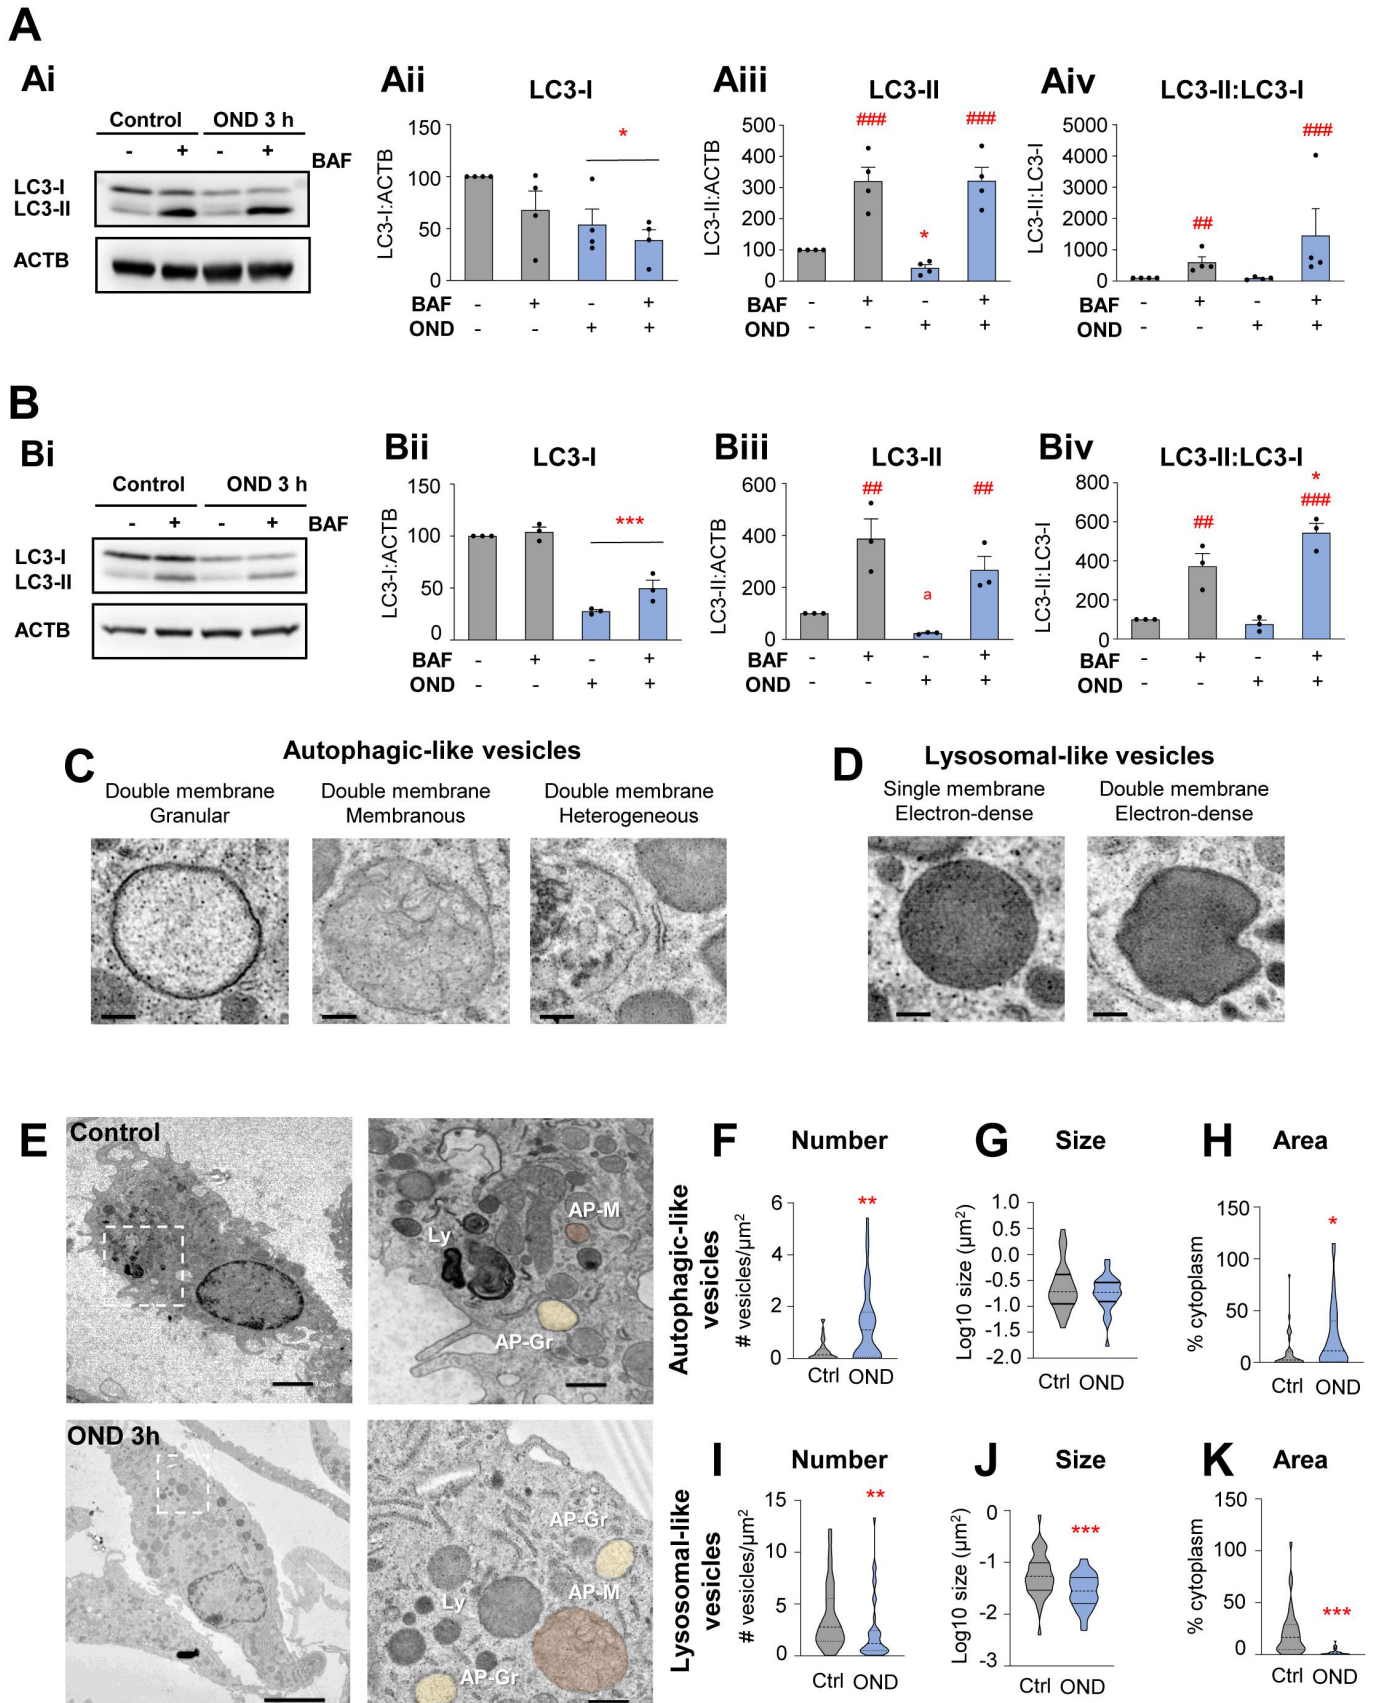 A
Ai
Control OND 3 h
- + - + BAF
LC3-I
LC3-II
ACTB
Aii
LC3-I
LC3-I:ACTB
150
100
50
0
*
BAF - + - +
OND - - + +
Aiii
LC3-II
LC3-II:ACTB
500
400
300
200
100
0
### * ###
BAF - + - +
OND - - + +
Aiv
LC3-II:LC3-I
LC3-II:LC3-I
5000
4000
3000
2000
1000
0
## ###
BAF - + - +
OND - - + +
B
Bi
Control OND 3 h
- + - + BAF
LC3-I
LC3-II
ACTB
Bii
LC3-I
LC3-I:ACTB
150
100
50
0
***
BAF - + - +
OND - - + +
Biii
LC3-II
LC3-II:ACTB
600
400
200
0
## a ##
BAF - + - +
OND - - + +
Biv
LC3-II:LC3-I
LC3-II:LC3-I
800
600
400
200
0
*
## ###
BAF - + - +
OND - - + +
C
Autophagic-like vesicles
Double membrane
Granular
Double membrane
Membranous
Double membrane
Heterogeneous
D
Lysosomal-like vesicles
Single membrane
Electron-dense
Double membrane
Electron-dense
E
Control
Ly
AP-M
AP-Gr
OND 3h
AP-Gr
AP-M
Ly
AP-Gr
Autophagic-like
vesicles
F
Number
# vesicles/µm²
6
4
2
0
**
Ctrl OND
G
Size
Log10 size (µm²)
1.0
0.5
0.0
-0.5
-1.0
-1.5
-2.0
Ctrl OND
H
Area
% cytoplasm
150
100
50
0
*
Ctrl OND
Lysosomal-like
vesicles
I
Number
# vesicles/µm²
15
10
5
0
**
Ctrl OND
J
Size
Log10 size (µm²)
0
-1
-2
-3
***
Ctrl OND
K
Area
% cytoplasm
150
100
50
0
***
Ctrl OND